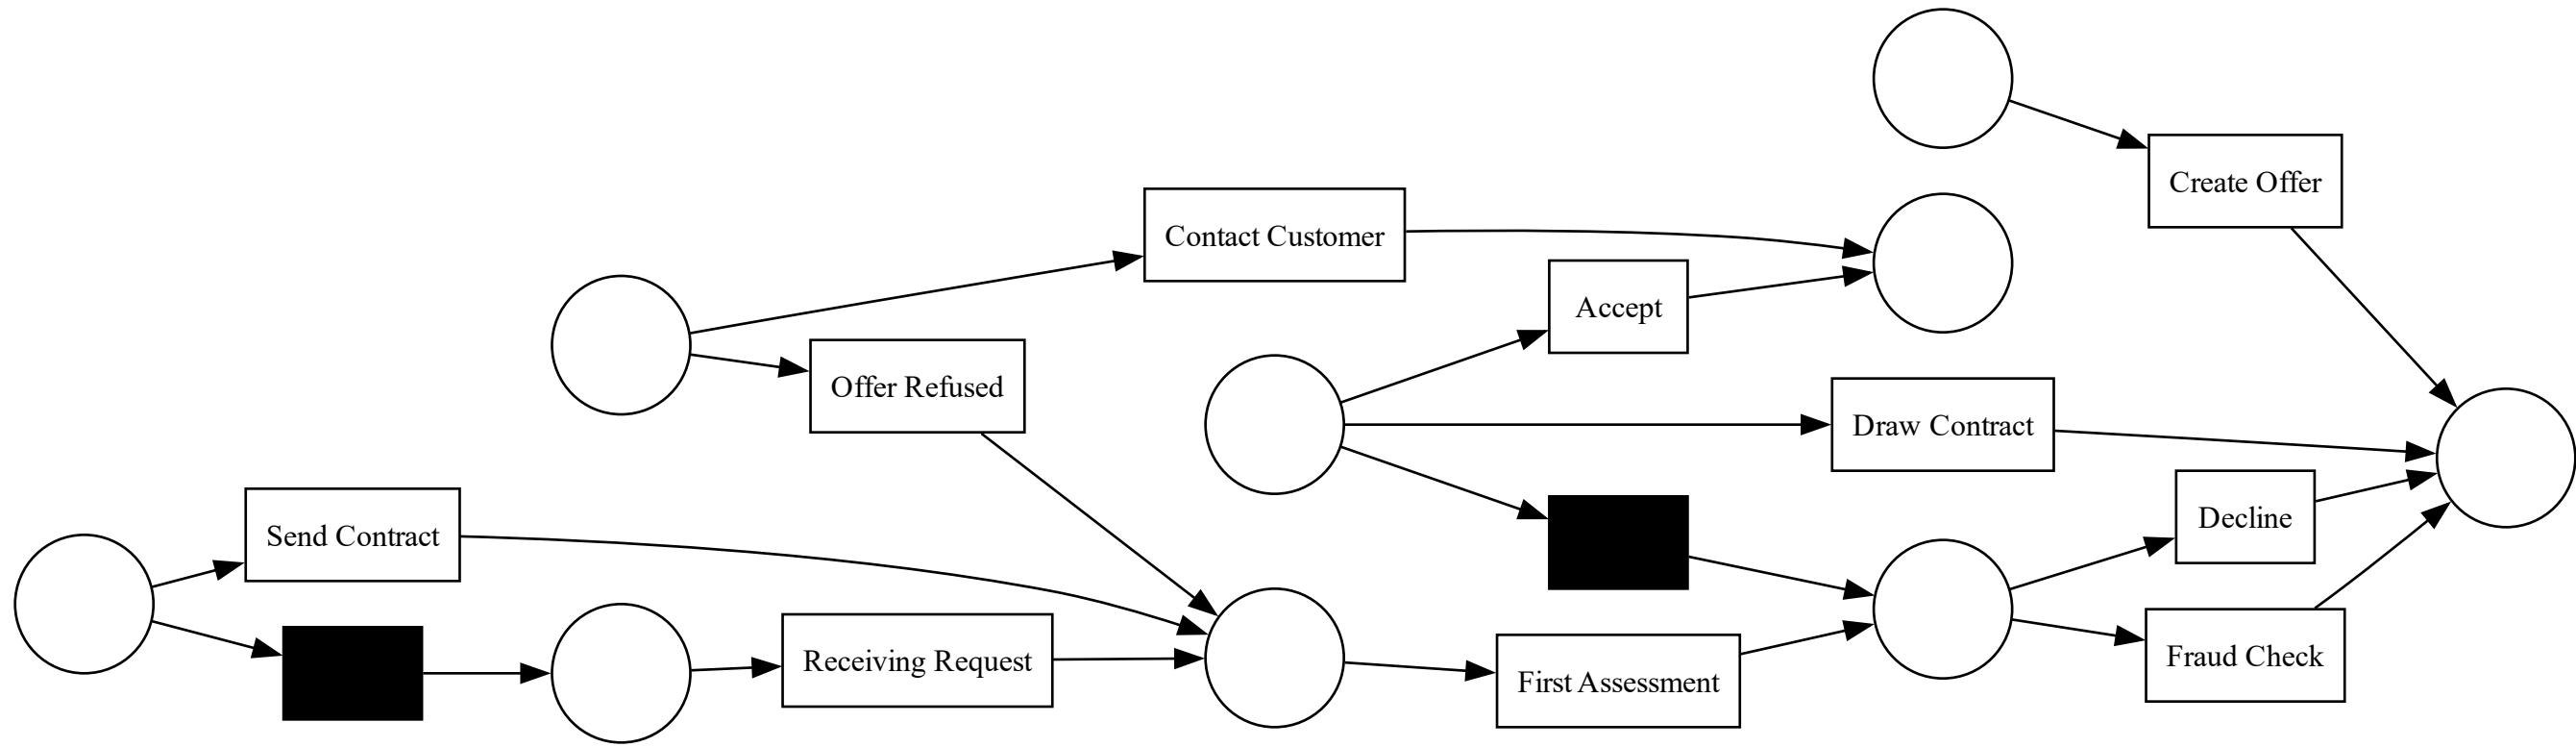 Create Offer
Contact Customer
Accept
Offer Refused
Draw Contract
Send Contract
Decline
Receiving Request
First Assessment
Fraud Check